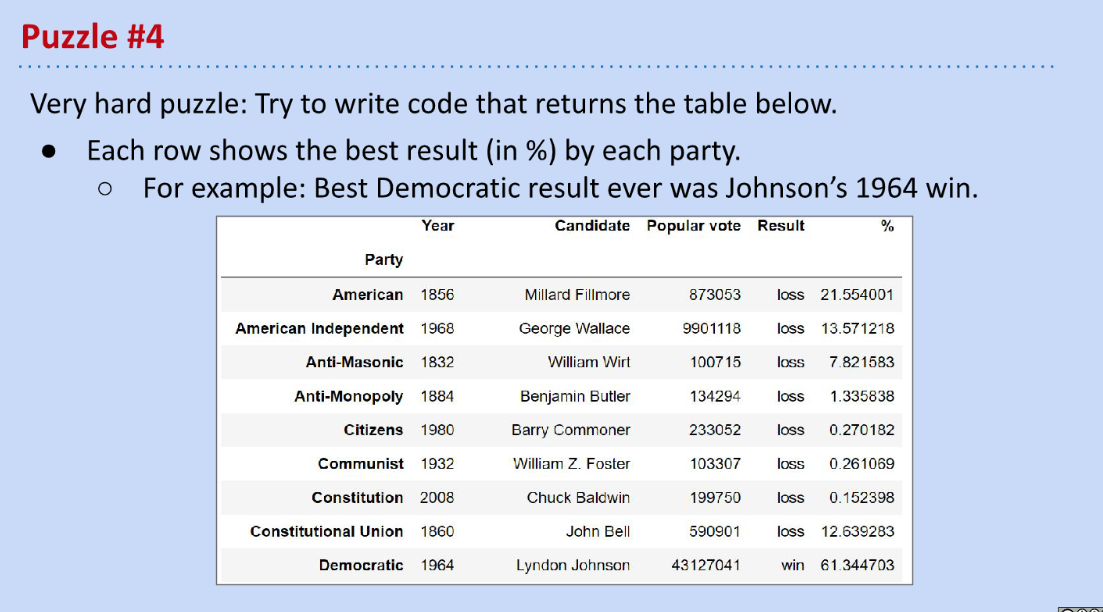 Puzzle #4
Very hard puzzle: Try to write code that returns the table below.
● Each row shows the best result (in %) by each party.
○ For example: Best Democratic result ever was Johnson’s 1964 win.
Year Candidate Popular vote Result %
Party
American 1856 Millard Fillmore 873053 loss 21.554001
American Independent 1968 George Wallace 9901118 loss 13.571218
Anti-Masonic 1832 William Wirt 100715 loss 7.821583
Anti-Monopoly 1884 Benjamin Butler 134294 loss 1.335838
Citizens 1980 Barry Commoner 233052 loss 0.270182
Communist 1932 William Z. Foster 103307 loss 0.261069
Constitution 2008 Chuck Baldwin 199750 loss 0.152398
Constitutional Union 1860 John Bell 590901 loss 12.639283
Democratic 1964 Lyndon Johnson 43127041 win 61.344703